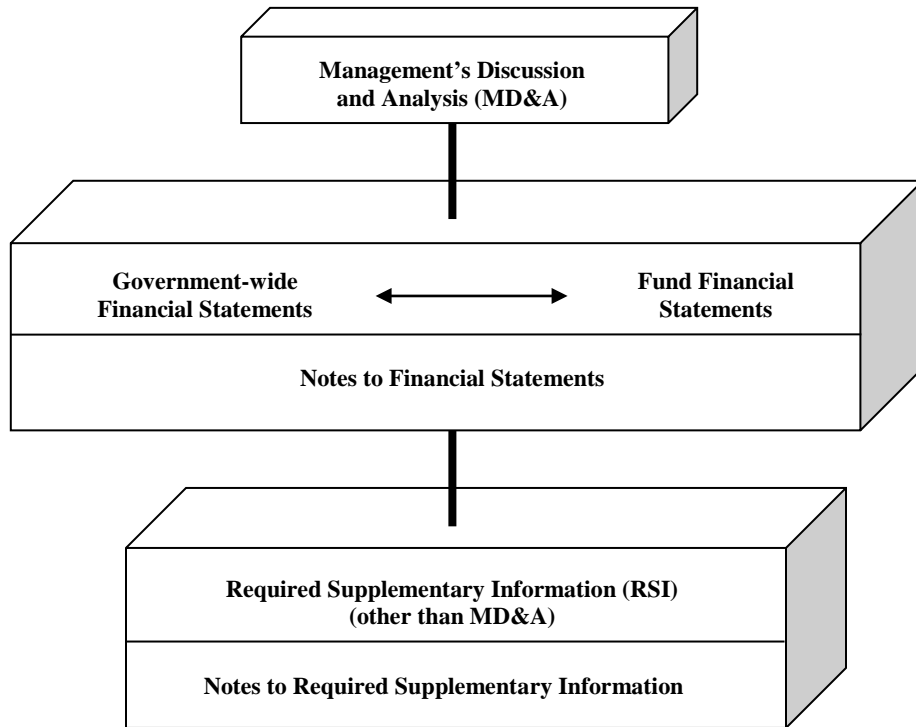 Management’s Discussion
and Analysis (MD&A)
Government-wide
Financial Statements
Fund Financial
Statements
Notes to Financial Statements
Required Supplementary Information (RSI)
(other than MD&A)
Notes to Required Supplementary Information